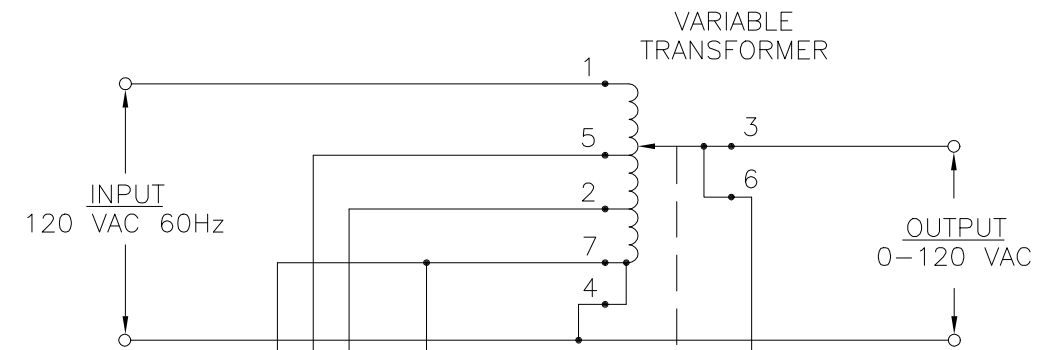 VARIABLE
TRANSFORMER
1
3
5
6
INPUT
120 VAC 60Hz
2
OUTPUT
0-120 VAC
7
4